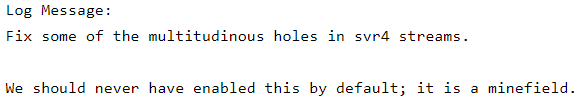 Log Message:
Fix some of the multitudinous holes in svr4 streams.
We should never have enabled this by default; it is a minefield.